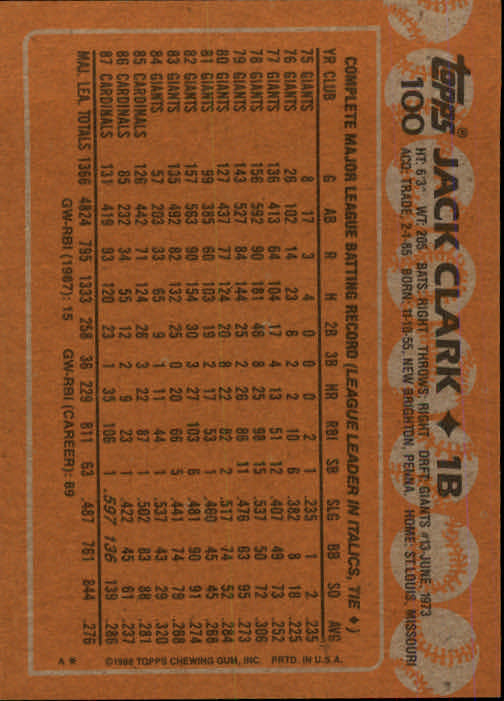 topps® JACK CLARK ✦ 1B
100 HT: 6'3" WT: 205 BATS: RIGHT THROWS: RIGHT DRFT: GIANTS #13-JUNE, 1973
ACQ: TRADE, 2-1-85 BORN: 11-10-55, NEW BRIGHTON, PENNA. HOME: ST. LOUIS, MISSOURI
COMPLETE MAJOR LEAGUE BATTING RECORD (LEAGUE LEADER IN ITALICS, TIE ♦)
YR CLUB G AB R H 2B 3B HR RBI SB SLG BB SO AVG
75 GIANTS 8 17 3 4 0 0 0 2 1 .235 1 2 .235
76 GIANTS 26 102 14 23 6 2 2 10 6 .382 8 18 .225
77 GIANTS 136 413 64 104 17 4 13 51 12 .407 49 73 .252
78 GIANTS 156 592 90 181 46 8 25 98 15 .537 50 72 .306
79 GIANTS 143 527 84 144 25 2 26 86 11 .476 63 95 .273
80 GIANTS 127 437 77 124 20 8 22 82 2 .517 74 52 .284
81 GIANTS 99 385 60 103 19 2 17 53 1 .460 45 45 .268
82 GIANTS 157 563 90 154 30 3 27 103 6 .481 90 91 .274
83 GIANTS 135 492 82 132 25 0 20 66 5 .441 74 79 .268
84 GIANTS 57 203 33 65 9 1 11 44 1 .537 43 29 .320
85 CARDINALS 126 442 71 124 26 3 22 87 1 .502 83 88 .281
86 CARDINALS 85 232 34 55 12 2 9 23 1 .422 45 61 .237
87 CARDINALS 131 419 93 120 23 1 35 106 1 .597 136 139 .286
MAJ. LEA. TOTALS 1366 4824 795 1333 258 36 229 811 63 .487 761 844 .276
GW-RBI (1987): 15 GW-RBI (CAREER): 89
A* ©1988 TOPPS CHEWING GUM, INC. PRTD. IN U.S.A.